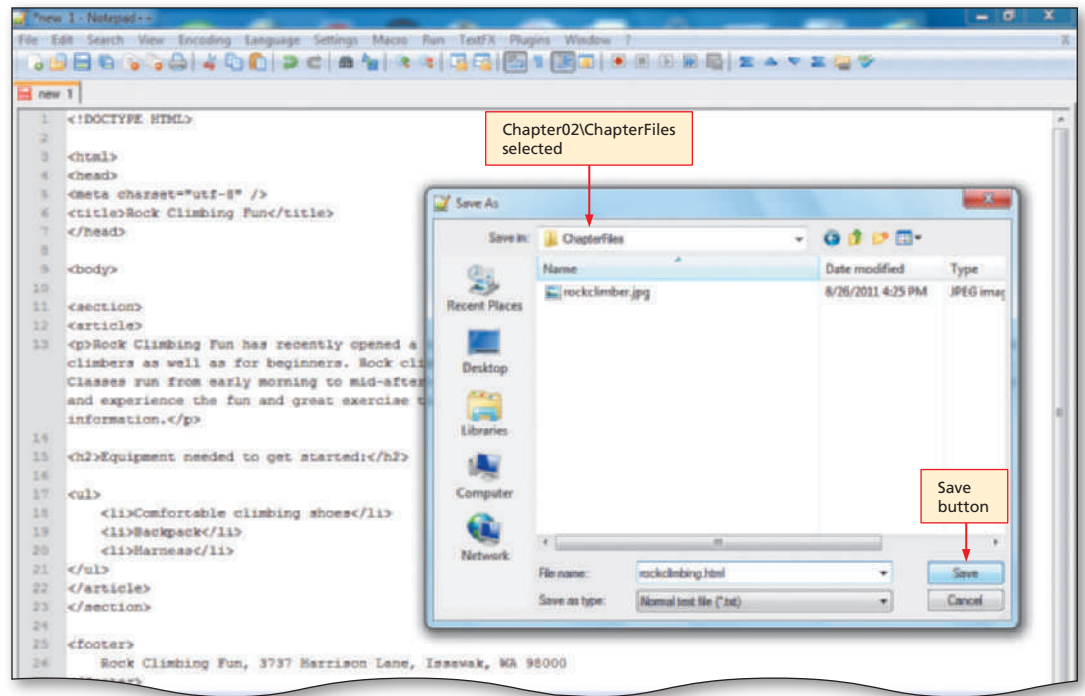 *new 1 - Notepad++
File Edit Search View Encoding Language Settings Macro Run TextFX Plugins Window ?
X
new 1
1 <!DOCTYPE HTML>
2
3 <html>
4 <head>
5 <meta charset="utf-8" />
6 <title>Rock Climbing Fun</title>
7 </head>
8
9 <body>
10
11 <section>
12 <article>
13 <p>Rock Climbing Fun has recently opened a
climbers as well as for beginners. Rock cli
Classes run from early morning to mid-after
and experience the fun and great exercise t
information.</p>
14
15 <h2>Equipment needed to get started:</h2>
16
17 <ul>
18 <li>Comfortable climbing shoes</li>
19 <li>Backpack</li>
20 <li>Harness</li>
21 </ul>
22 </article>
23 </section>
24
25 <footer>
26 Rock Climbing Fun, 3737 Harrison Lane, Issawak, WA 98000
Chapter02\ChapterFiles
selected
Save As
Save in: ChapterFiles
Name Date modified Type
rockclimber.jpg 8/26/2011 4:25 PM JPEG imag
Recent Places
Desktop
Libraries
Computer
Network
Save
button
File name: rockclimbing.html Save
Save as type: Normal text file (*.txt) Cancel